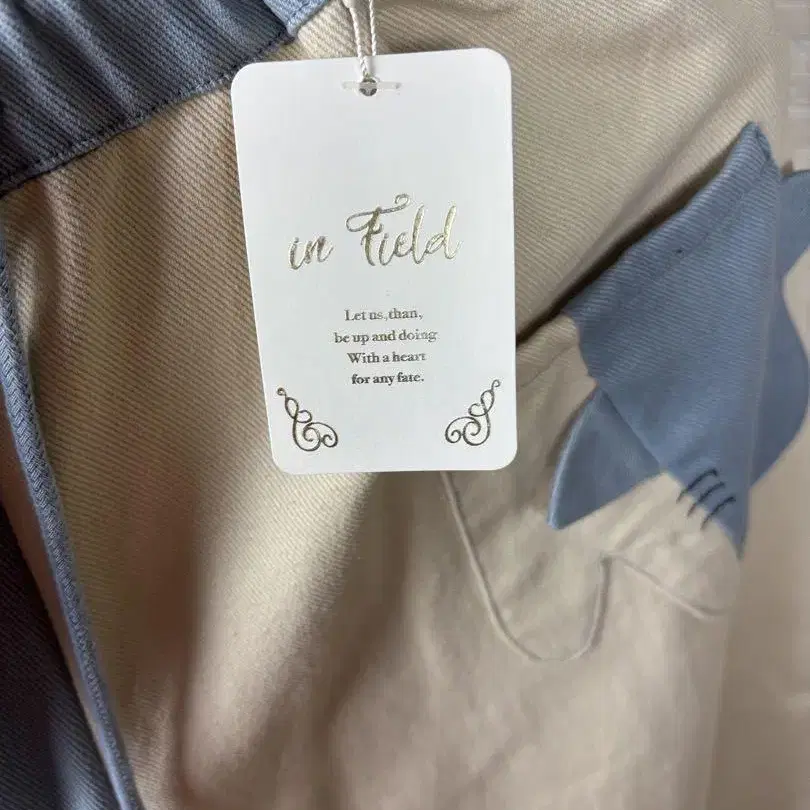 in Field
Let us,than,
be up and doing
With a heart
for any fate.